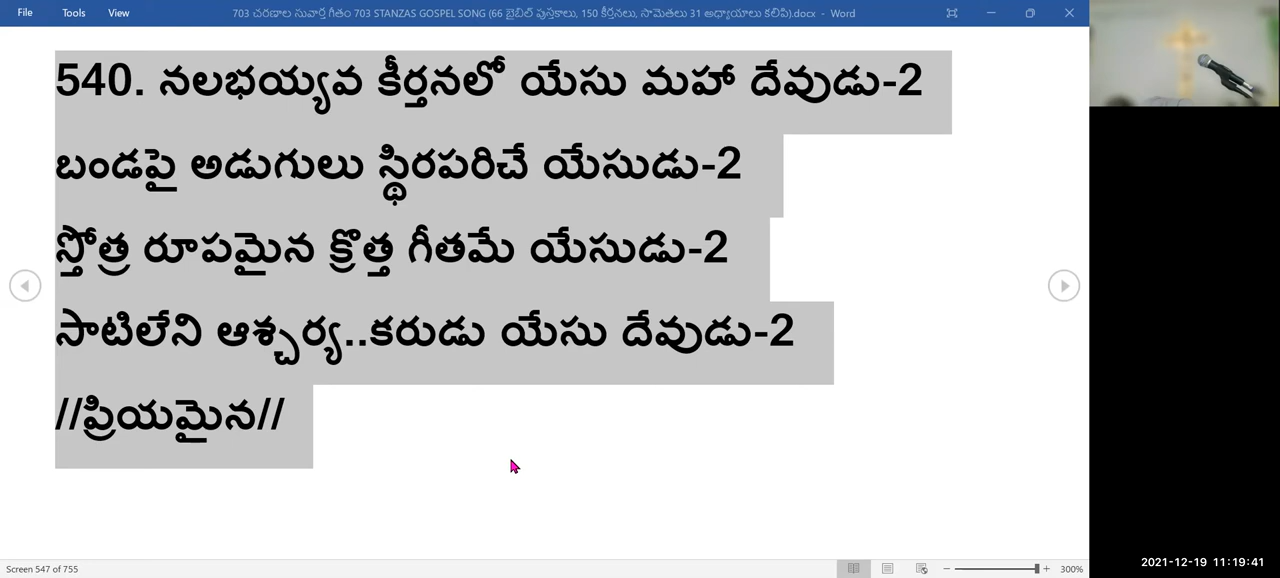 File Tools View 703 చరణాల సువార్త గీతం 703 STANZAS GOSPEL SONG (66 బైబిల్ పుస్తకాలు, 150 కీర్తనలు, సామెతలు 31 అధ్యాయాలు కలిపి).docx - Word
540. నలభయ్యవ కీర్తనలో యేసు మహా దేవుడు-2
బండపై అడుగులు స్థిరపరిచే యేసుడు-2
స్తోత్ర రూపమైన క్రొత్త గీతమే యేసుడు-2
సాటిలేని ఆశ్చర్య..కరుడు యేసు దేవుడు-2
//ప్రియమైన//
Screen 547 of 755 300%
2021-12-19 11:19:41